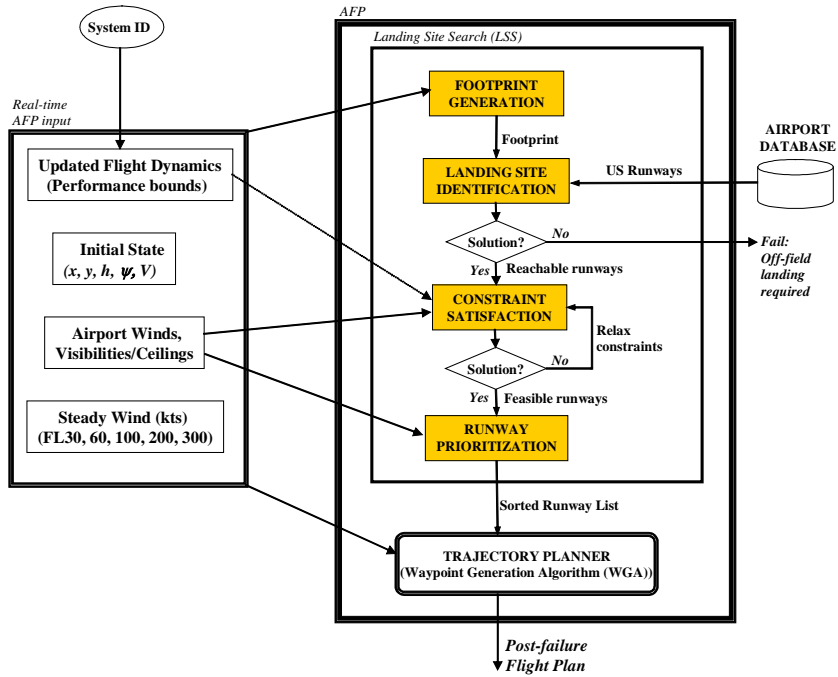 System ID
Real-time
AFP input
Updated Flight Dynamics
(Performance bounds)
Initial State
(x, y, h, ψ, V)
Airport Winds,
Visibilities/Ceilings
Steady Wind (kts)
(FL30, 60, 100, 200, 300)
AFP
Landing Site Search (LSS)
FOOTPRINT
GENERATION
Footprint
LANDING SITE
IDENTIFICATION
US Runways
AIRPORT
DATABASE
Solution?
No
Fail:
Off-field
landing
required
Yes
Reachable runways
CONSTRAINT
SATISFACTION
Relax
constraints
Solution?
No
Yes
Feasible runways
RUNWAY
PRIORITIZATION
Sorted Runway List
TRAJECTORY PLANNER
(Waypoint Generation Algorithm (WGA))
Post-failure
Flight Plan